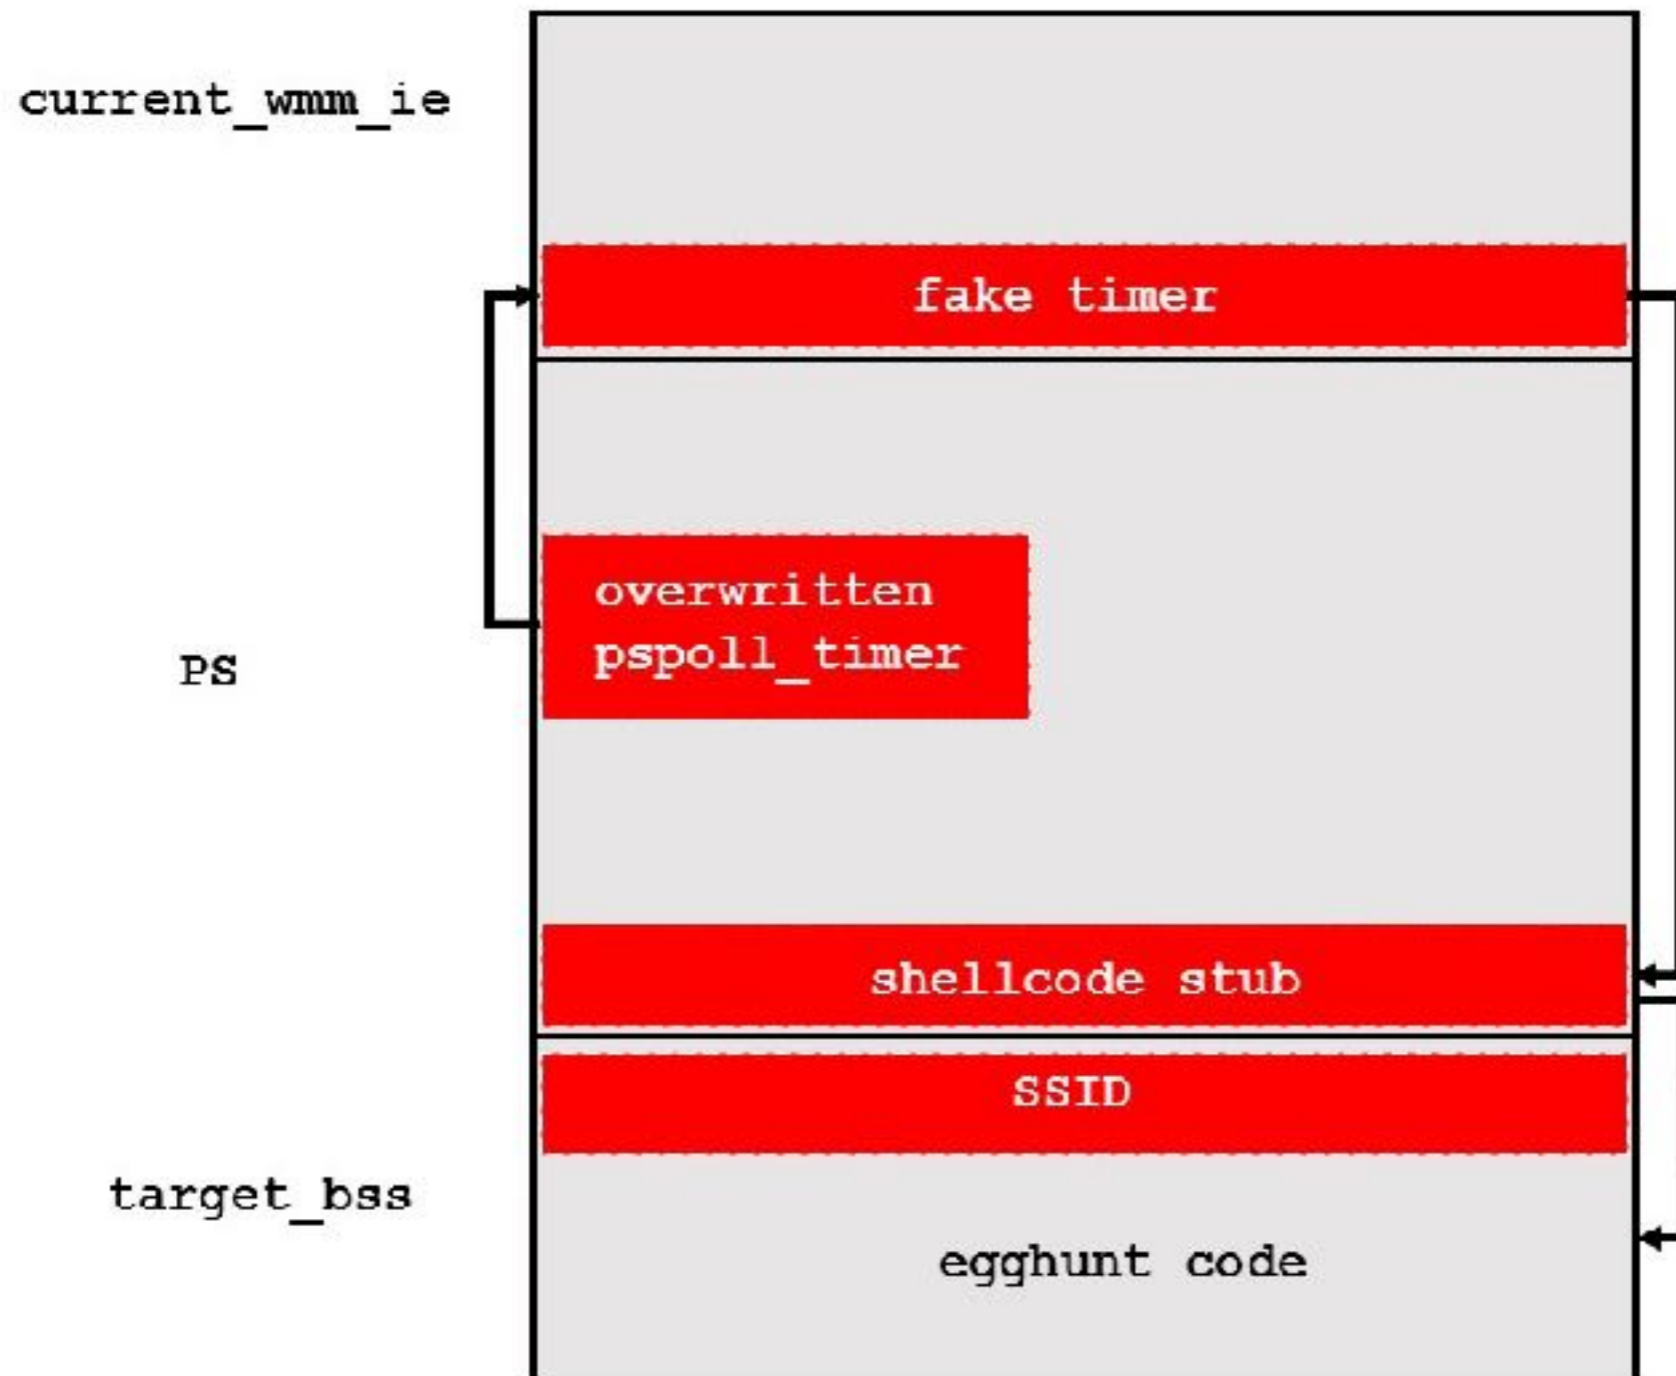 current_wmm_ie
fake timer
overwritten
pspoll_timer
PS
shellcode stub
SSID
target_bss
egghunt code